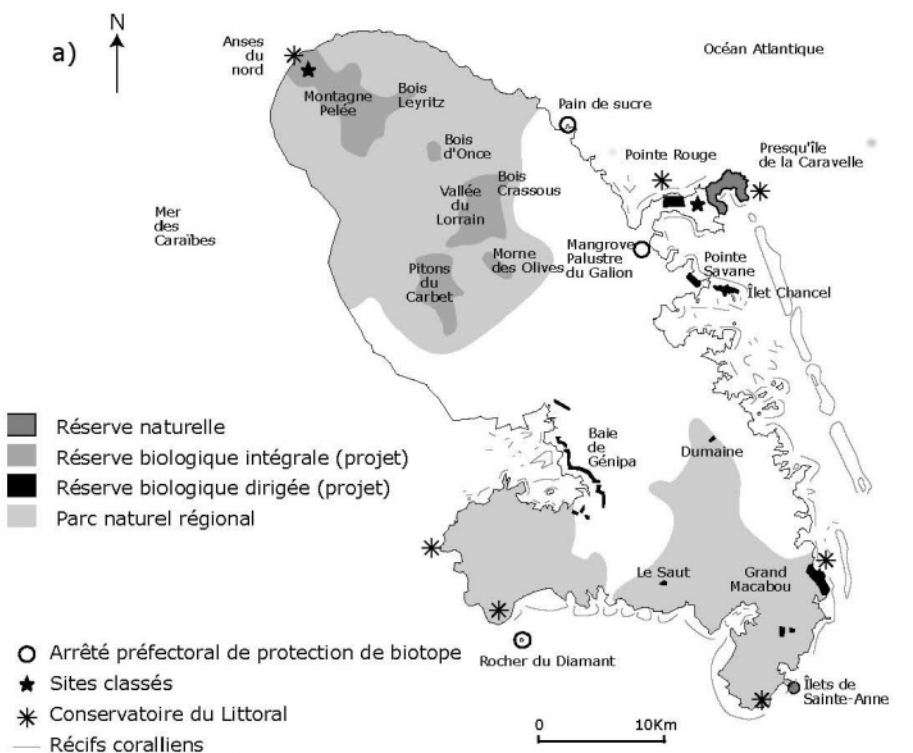 N
a)
Océan Atlantique
Anses
du
nord
Montagne
Pelée
Bois
Leyritz
Pain de sucre
Bois
d'Once
Pointe Rouge
Presqu'île
de la Caravelle
Bois
Crassous
Vallée
du
Lorrain
Mer
des
Caraïbes
Mangrove
Palustre
du Galion
Morne
des Olives
Pitons
du
Carbet
Pointe
Savane
Îlet Chancel
Réserve naturelle
Réserve biologique intégrale (projet)
Réserve biologique dirigée (projet)
Parc naturel régional
Baie
de
Génipa
Dumaine
Le Saut
Grand
Macabou
Arrêté préfectoral de protection de biotope
Sites classés
Conservatoire du Littoral
Récifs coralliens
Rocher du Diamant
Îlets de
Sainte-Anne
0 10Km